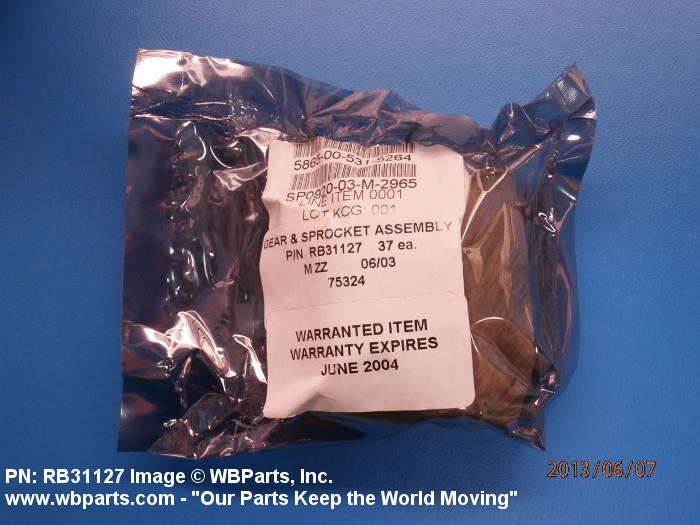 5865-00-531-5264
SP0920-03-M-2965
LINE ITEM 0001
LOT KCG: 001
GEAR & SPROCKET ASSEMBLY
P/N RB31127 37 ea.
M ZZ 06/03
75324
WARRANTED ITEM
WARRANTY EXPIRES
JUNE 2004
2013/06/07
PN: RB31127 Image © WBParts, Inc.
www.wbparts.com - "Our Parts Keep the World Moving"